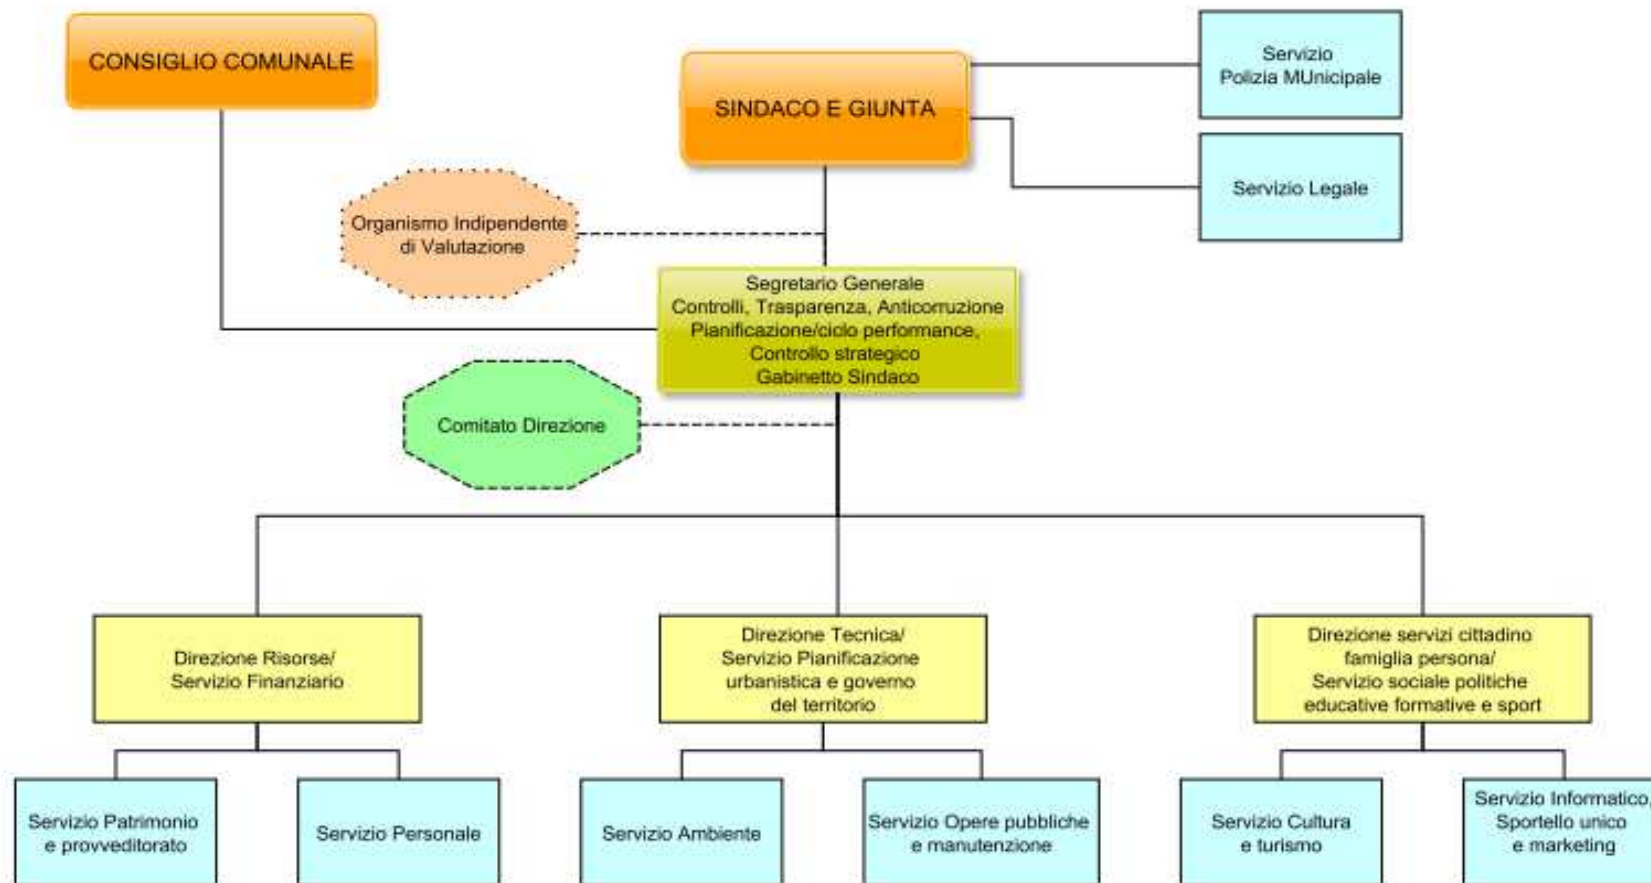 CONSIGLIO COMUNALE
SINDACO E GIUNTA
Servizio
Polizia MUnicipale
Servizio Legale
Organismo Indipendente
di Valutazione
Segretario Generale
Controlli, Trasparenza, Anticorruzione
Pianificazione/ciclo performance,
Controllo strategico
Gabinetto Sindaco
Comitato Direzione
Direzione Risorse/
Servizio Finanziario
Direzione Tecnica/
Servizio Pianificazione
urbanistica e governo
del territorio
Direzione servizi cittadino
famiglia persona/
Servizio sociale politiche
educative formative e sport
Servizio Patrimonio
e provveditorato
Servizio Personale
Servizio Ambiente
Servizio Opere pubbliche
e manutenzione
Servizio Cultura
e turismo
Servizio Informatico,
Sportello unico
e marketing